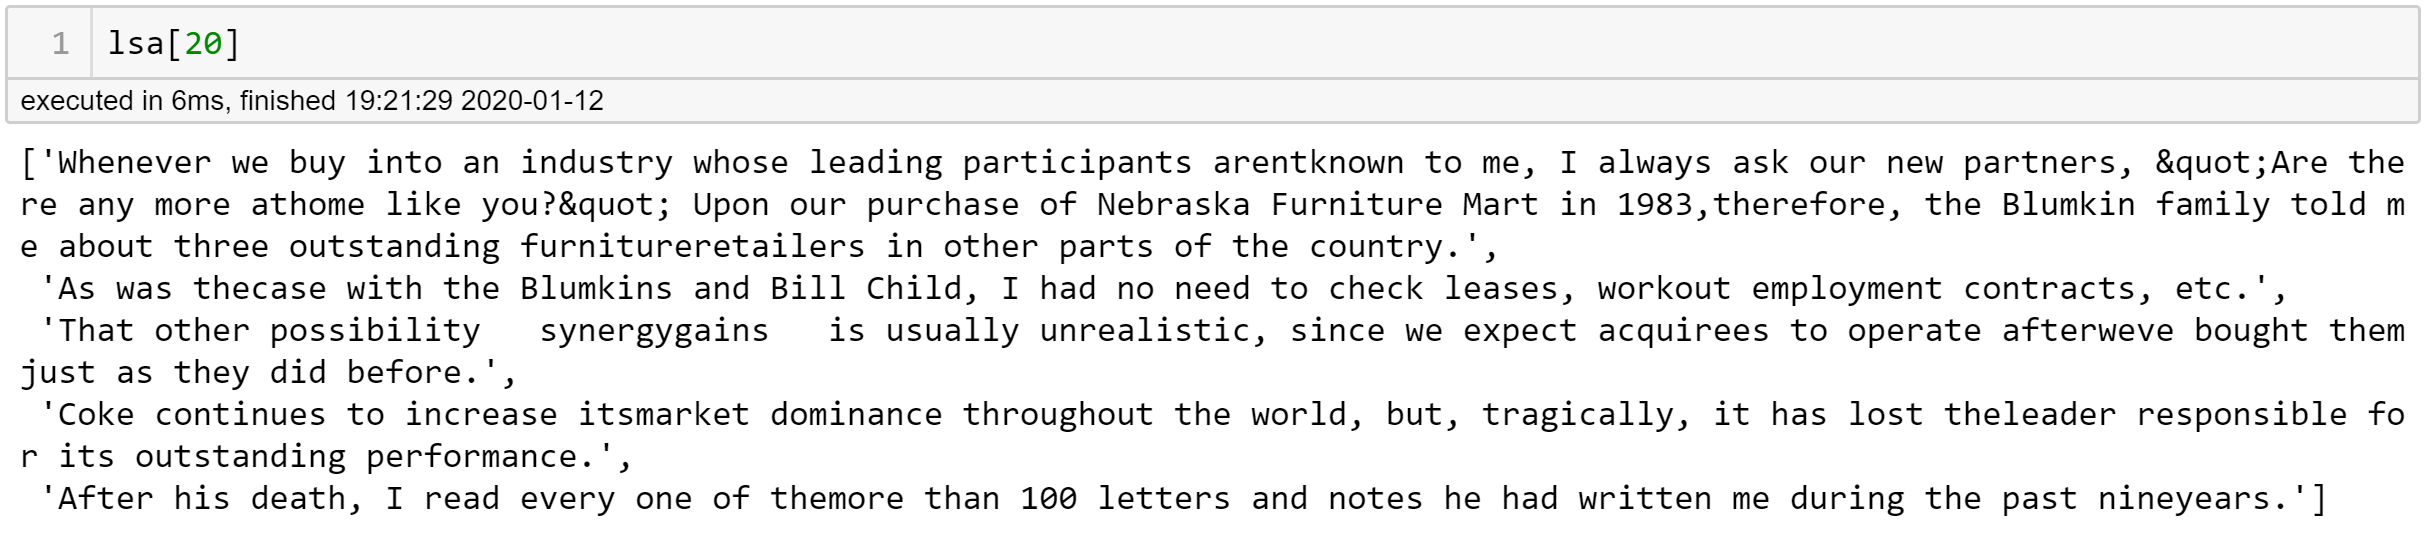 1 lsa[20]
executed in 6ms, finished 19:21:29 2020-01-12
['Whenever we buy into an industry whose leading participants arentknown to me, I always ask our new partners, &quot;Are the
re any more athome like you?&quot; Upon our purchase of Nebraska Furniture Mart in 1983,therefore, the Blumkin family told m
e about three outstanding furnitureretailers in other parts of the country.',
 'As was thecase with the Blumkins and Bill Child, I had no need to check leases, workout employment contracts, etc.',
 'That other possibility   synergygains   is usually unrealistic, since we expect acquirees to operate afterweve bought them
just as they did before.',
 'Coke continues to increase itsmarket dominance throughout the world, but, tragically, it has lost theleader responsible fo
r its outstanding performance.',
 'After his death, I read every one of themore than 100 letters and notes he had written me during the past nineyears.']